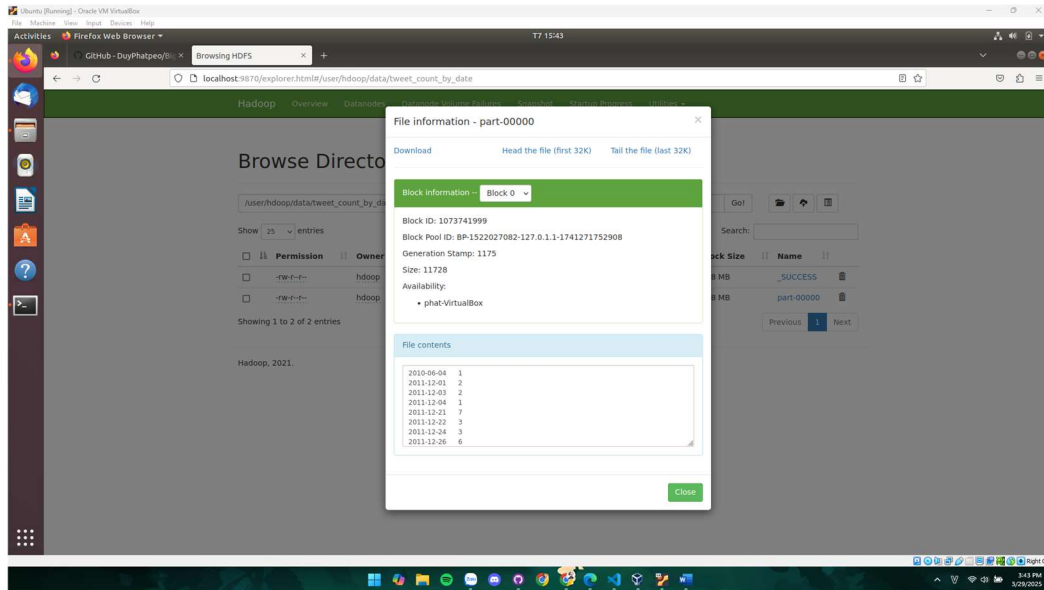 Ubuntu [Running] - Oracle VM VirtualBox
File Machine View Input Devices Help
Activities Firefox Web Browser T7 15:43
GitHub - DuyPhatpeo/Bi Browsing HDFS
localhost:9870/explorer.html#/user/hdoop/data/tweet_count_by_date
Hadoop Overview Datanodes Datanode Volume Failures Snapshot Startup Progress Utilities
File information - part-00000
Download Head the file (first 32K) Tail the file (last 32K)
Browse Directo
Block information -- Block 0
/user/hdoop/data/tweet_count_by_da Go!
Block ID: 1073741999
Show 25 entries Search:
Block Pool ID: BP-1522027082-127.0.1.1-1741271752908
Generation Stamp: 1175
Permission Owner ock Size Name
Size: 11728
-rw-r--r-- hdoop 8 MB _SUCCESS
Availability:
-rw-r--r-- hdoop 8 MB part-00000
• phat-VirtualBox
Showing 1 to 2 of 2 entries Previous 1 Next
File contents
Hadoop, 2021.
2010-06-04 1
2011-12-01 2
2011-12-03 2
2011-12-04 1
2011-12-21 7
2011-12-22 3
2011-12-24 3
2011-12-26 6
Close
Right
3:43 PM
3/29/2025